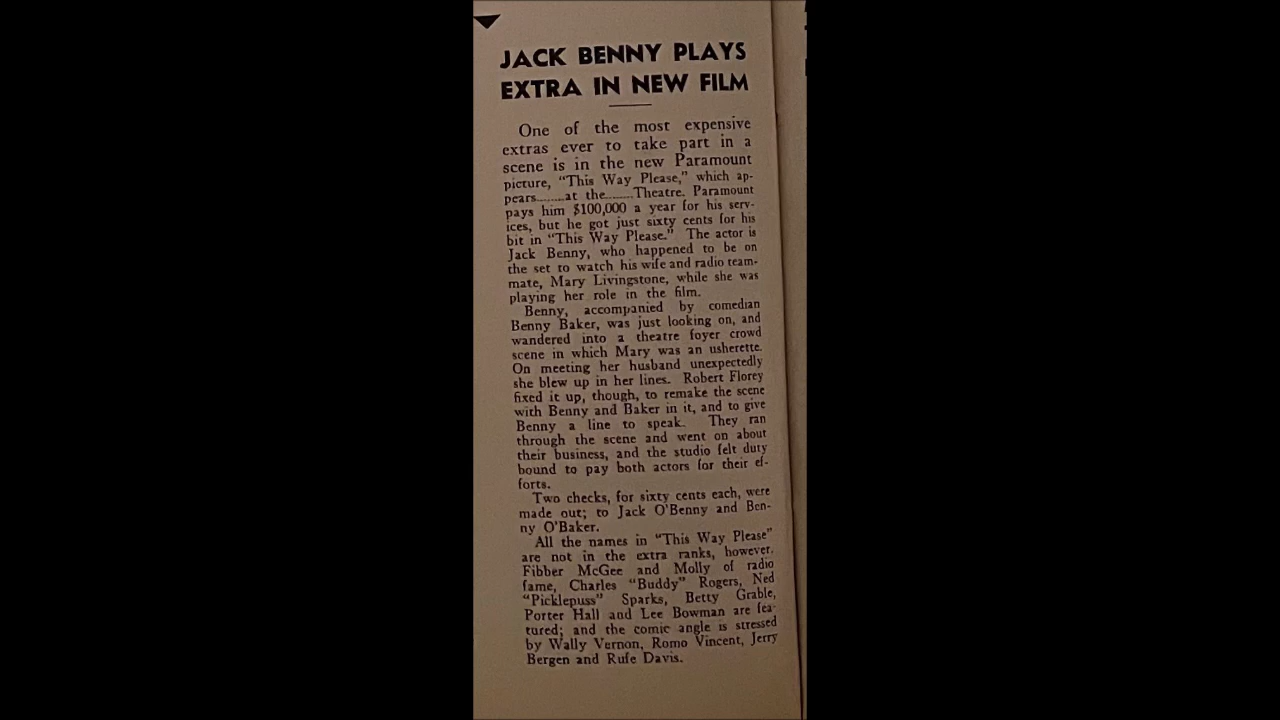 JACK BENNY PLAYS
EXTRA IN NEW FILM
One of the most expensive
extras ever to take part in a
scene is in the new Paramount
picture, "This Way Please," which ap-
pears........at the........Theatre. Paramount
pays him $100,000 a year for his serv-
ices, but he got just sixty cents for his
bit in "This Way Please." The actor is
Jack Benny, who happened to be on
the set to watch his wife and radio team-
mate, Mary Livingstone, while she was
playing her role in the film.
Benny, accompanied by comedian
Benny Baker, was just looking on, and
wandered into a theatre foyer crowd
scene in which Mary was an usherette.
On meeting her husband unexpectedly
she blew up in her lines. Robert Florey
fixed it up, though, to remake the scene
with Benny and Baker in it, and to give
Benny a line to speak. They ran
through the scene and went on about
their business, and the studio felt duty
bound to pay both actors for their ef-
forts.
Two checks, for sixty cents each, were
made out; to Jack O'Benny and Ben-
ny O'Baker.
All the names in "This Way Please"
are not in the extra ranks, however.
Fibber McGee and Molly of radio
fame, Charles "Buddy" Rogers, Ned
"Picklepuss" Sparks, Betty Grable,
Porter Hall and Lee Bowman are fea-
tured; and the comic angle is stressed
by Wally Vernon, Romo Vincent, Jerry
Bergen and Rufe Davis.